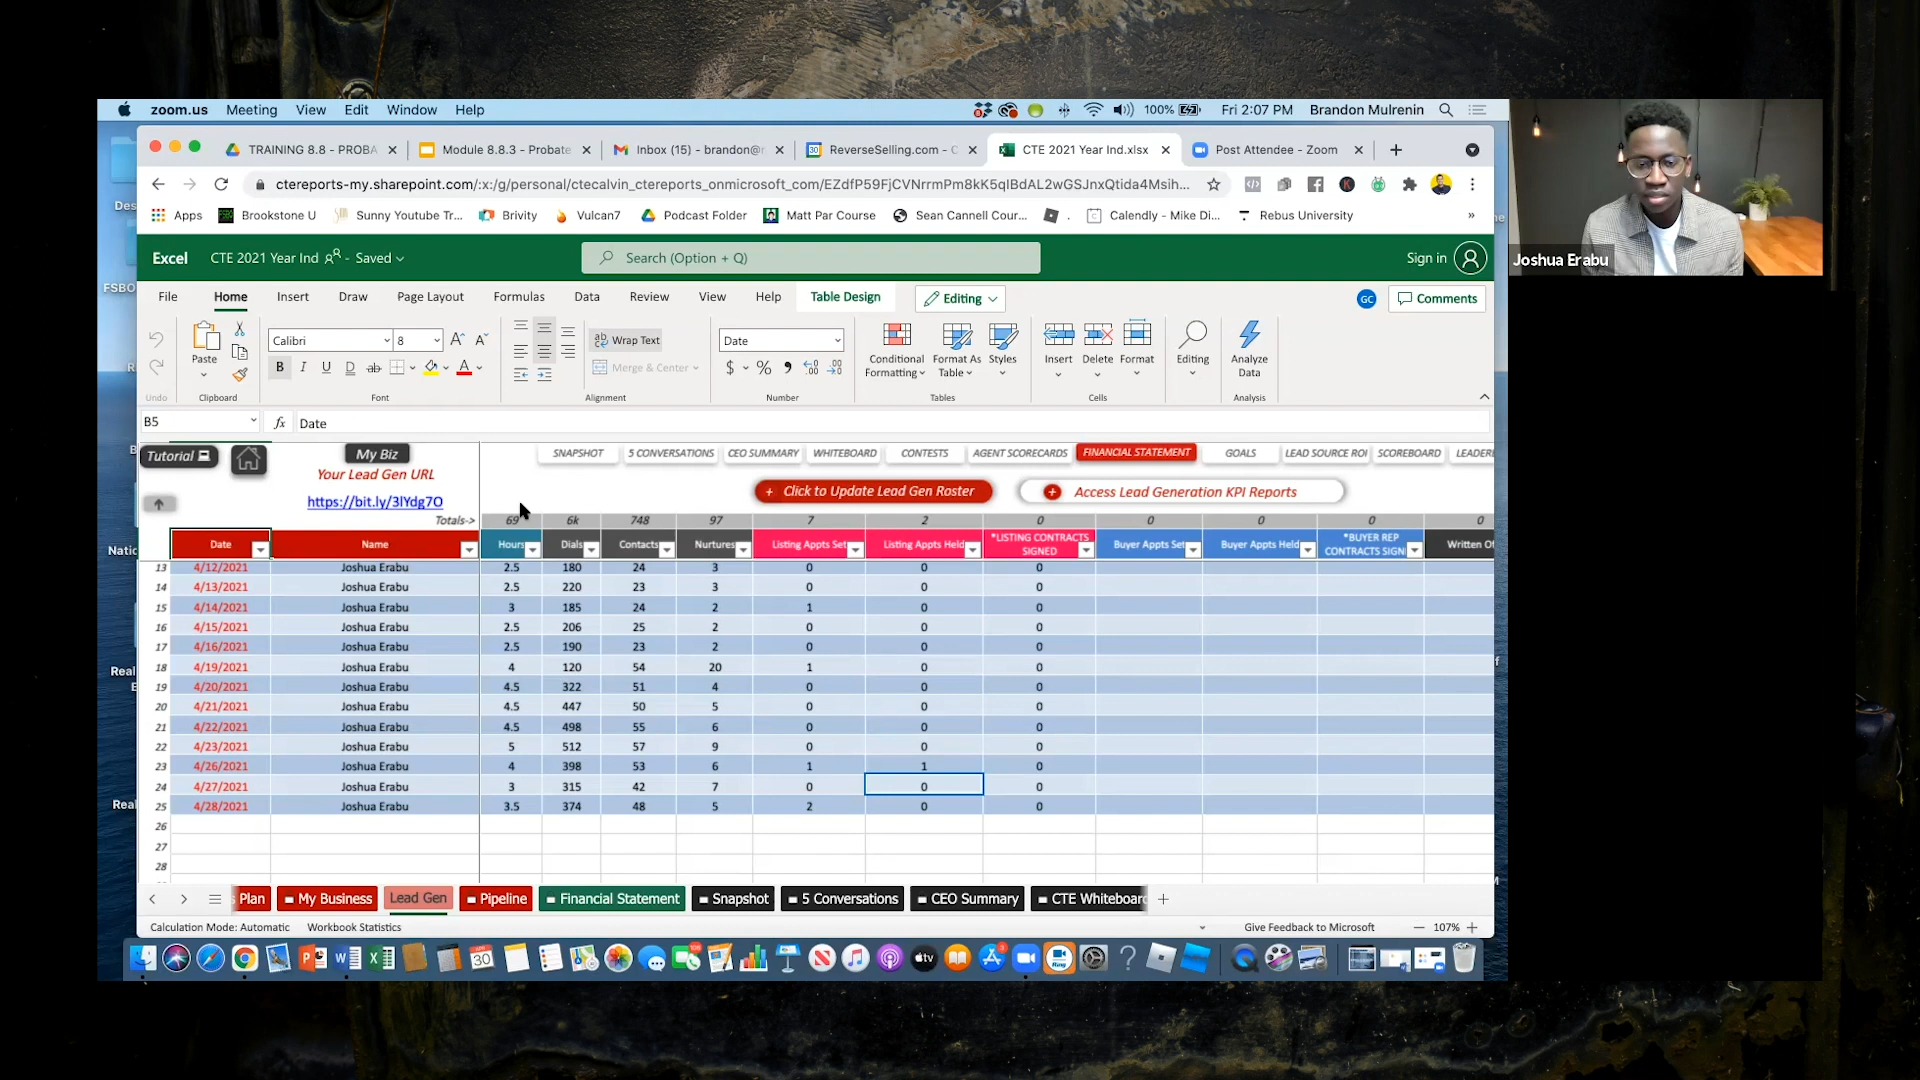 zoom.us Meeting View Edit Window Help 100% Fri 2:07 PM Brandon Mulrenin
TRAINING 8.8 - PROBA Module 8.8.3 - Probate Inbox (15) - brandon@r ReverseSelling.com - C CTE 2021 Year Ind.xlsx Post Attendee - Zoom
ctereports-my.sharepoint.com/:x:/g/personal/ctecalvin_ctereports_onmicrosoft_com/EZdfP59FjCVNrrmPm8kK5qIBdAL2wGSJnxQtida4Msih...
Apps Brookstone U Sunny Youtube Tr... Brivity Vulcan7 Podcast Folder Matt Par Course Sean Cannell Cour... . Calendly - Mike Di... Rebus University »
Excel CTE 2021 Year Ind - Saved Search (Option + Q) Sign in
Joshua Erabu
File Home Insert Draw Page Layout Formulas Data Review View Help Table Design Editing GC Comments
Paste Calibri 8 Wrap Text Merge & Center Date Conditional Formatting Format As Table Styles Insert Delete Format Editing Analyze Data
Undo Clipboard Font Alignment Number Tables Cells Analysis
B5 fx Date
Tutorial My Biz SNAPSHOT 5 CONVERSATIONS CEO SUMMARY WHITEBOARD CONTESTS AGENT SCORECARDS FINANCIAL STATEMENT GOALS LEAD SOURCE ROI SCOREBOARD LEADER
Your Lead Gen URL
https://bit.ly/3lYdg7O + Click to Update Lead Gen Roster + Access Lead Generation KPI Reports
Totals-> 69 6k 748 97 7 2 0 0 0 0 0
Date Name Hours Dials Contacts Nurtures Listing Appts Set Listing Appts Held *LISTING CONTRACTS SIGNED Buyer Appts Set Buyer Appts Held *BUYER REP CONTRACTS SIGN Written Of
13 4/12/2021 Joshua Erabu 2.5 180 24 3 0 0 0
14 4/13/2021 Joshua Erabu 2.5 220 23 3 0 0 0
15 4/14/2021 Joshua Erabu 3 185 24 2 1 0 0
16 4/15/2021 Joshua Erabu 2.5 206 25 2 0 0 0
17 4/16/2021 Joshua Erabu 2.5 190 23 2 0 0 0
18 4/19/2021 Joshua Erabu 4 120 54 20 1 0 0
19 4/20/2021 Joshua Erabu 4.5 322 51 4 0 0 0
20 4/21/2021 Joshua Erabu 4.5 447 50 5 0 0 0
21 4/22/2021 Joshua Erabu 4.5 498 55 6 0 0 0
22 4/23/2021 Joshua Erabu 5 512 57 9 0 0 0
23 4/26/2021 Joshua Erabu 4 398 53 6 1 1 0
24 4/27/2021 Joshua Erabu 3 315 42 7 0 0 0
25 4/28/2021 Joshua Erabu 3.5 374 48 5 2 0 0
26
27
28
Plan My Business Lead Gen Pipeline Financial Statement Snapshot 5 Conversations CEO Summary CTE Whiteboard
Calculation Mode: Automatic Workbook Statistics Give Feedback to Microsoft 107%